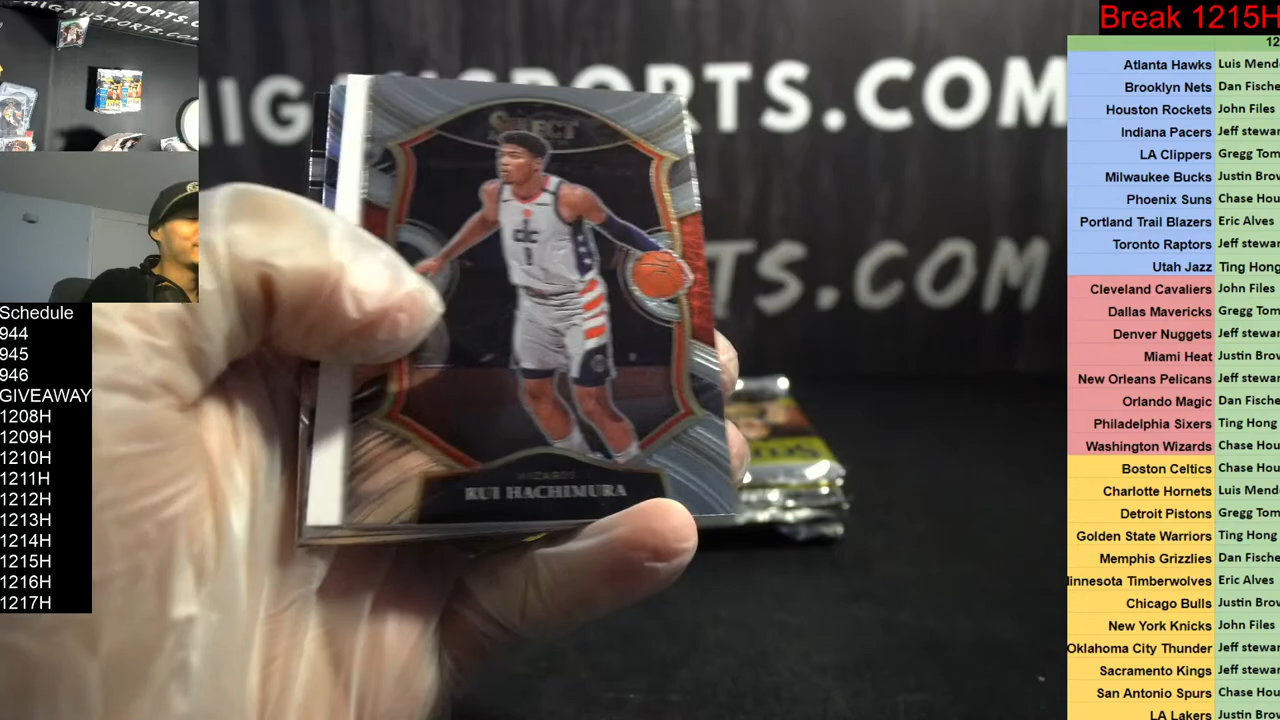 HIGANSPORTS.COM
HIGAHSPORTS.C
Break 1215H
12
Schedule
944
945
946
GIVEAWAY
1208H
1209H
1210H
1211H
1212H
1213H
1214H
1215H
1216H
1217H
SELECT
dc
WIZARDS
RUI HACHIMURA
RTS.COM
Atlanta Hawks Luis Mend
Brooklyn Nets Dan Fische
Houston Rockets John Files
Indiana Pacers Jeff stewar
LA Clippers Gregg Tom
Milwaukee Bucks Justin Brov
Phoenix Suns Chase Hou
Portland Trail Blazers Eric Alves
Toronto Raptors Jeff stewar
Utah Jazz Ting Hong
Cleveland Cavaliers John Files
Dallas Mavericks Gregg Tom
Denver Nuggets Jeff stewar
Miami Heat Justin Brov
New Orleans Pelicans Jeff stewar
Orlando Magic Dan Fische
Philadelphia Sixers Ting Hong
Washington Wizards Chase Hou
Boston Celtics Chase Hou
Charlotte Hornets Luis Mend
Detroit Pistons Gregg Tom
Golden State Warriors Ting Hong
Memphis Grizzlies Dan Fische
innesota Timberwolves Eric Alves
Chicago Bulls Justin Brov
New York Knicks John Files
Oklahoma City Thunder Jeff stewar
Sacramento Kings Jeff stewar
San Antonio Spurs Chase Hou
LA Lakers Justin Brov